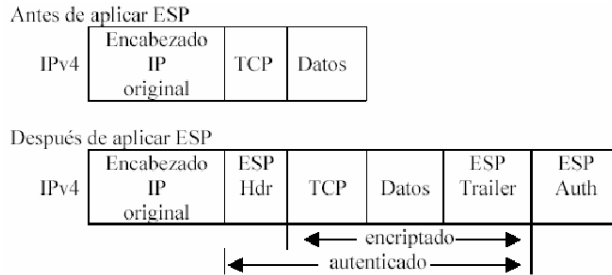 Antes de aplicar ESP
Encabezado
IPv4 IP TCP Datos
original
Después de aplicar ESP
Encabezado ESP ESP ESP
IPv4 IP Hdr TCP Datos Trailer Auth
original
encriptado
autenticado